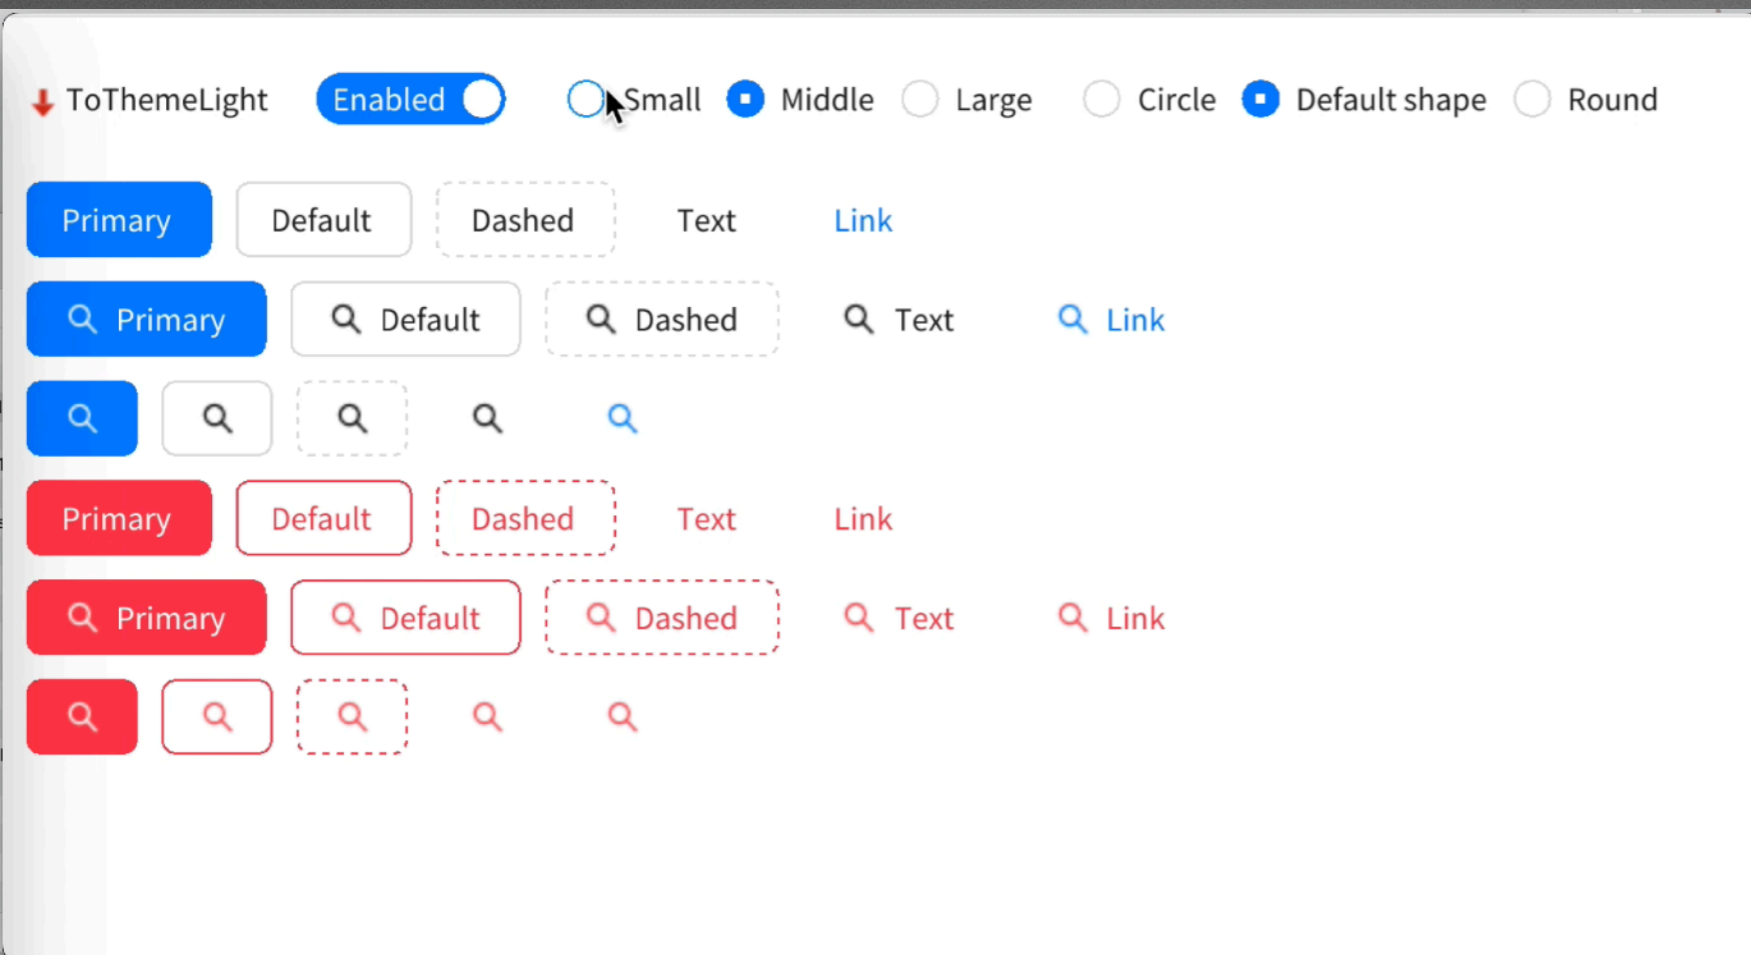 ToThemeLight Enabled Small Middle Large Circle Default shape Round
Primary Default Dashed Text Link
Primary Default Dashed Text Link
Primary Default Dashed Text Link
Primary Default Dashed Text Link